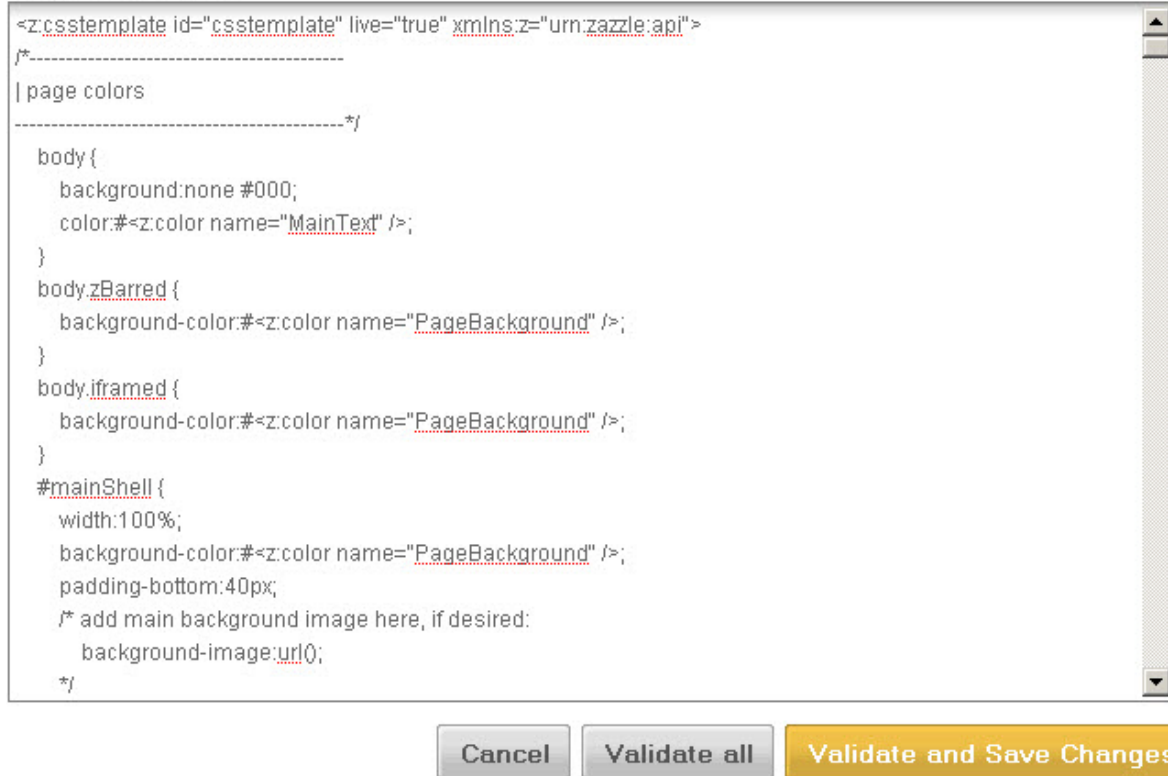 <z:csstemplate id="csstemplate" live="true" xmlns:z="urn:zazzle:api">
/*-------------------------------------------
| page colors
---------------------------------------------*/
body {
background:none #000;
color:#<z:color name="MainText" />;
}
body.zBarred {
background-color:#<z:color name="PageBackground" />;
}
body.iframed {
background-color:#<z:color name="PageBackground" />;
}
#mainShell {
width:100%;
background-color:#<z:color name="PageBackground" />;
padding-bottom:40px;
/* add main background image here, if desired:
background-image:url();
*/
Cancel Validate all Validate and Save Changes